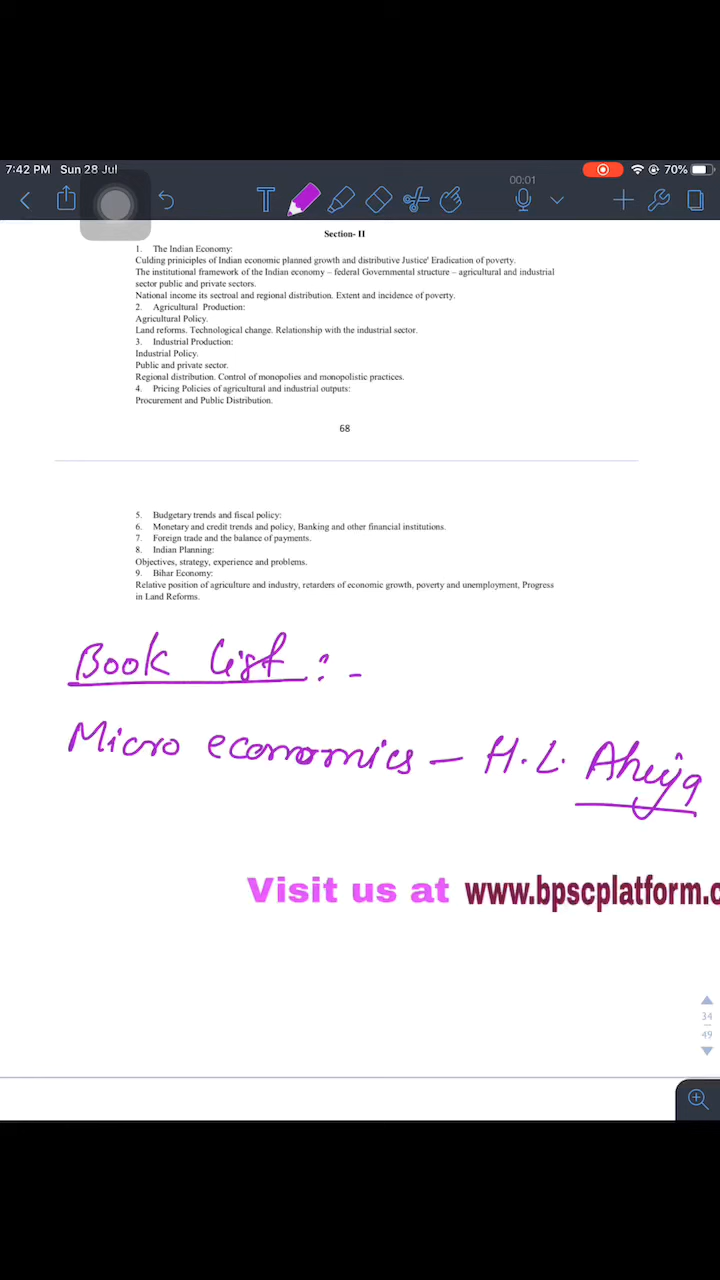 7:42 PM Sun 28 Jul
70%
00:01
T
Section- II
1. The Indian Economy:
Culding priniciples of Indian economic planned growth and distributive Justice' Eradication of poverty.
The institutional framework of the Indian economy – federal Governmental structure – agricultural and industrial
sector public and private sectors.
National income its sectroal and regional distribution. Extent and incidence of poverty.
2. Agricultural Production:
Agricultural Policy.
Land reforms. Technological change. Relationship with the industrial sector.
3. Industrial Production:
Industrial Policy.
Public and private sector.
Regional distribution. Control of monopolies and monopolistic practices.
4. Pricing Policies of agricultural and industrial outputs:
Procurement and Public Distribution.
68
5. Budgetary trends and fiscal policy:
6. Monetary and credit trends and policy, Banking and other financial institutions.
7. Foreign trade and the balance of payments.
8. Indian Planning:
Objectives, strategy, experience and problems.
9. Bihar Economy:
Relative position of agriculture and industry, retarders of economic growth, poverty and unemployment, Progress
in Land Reforms.
Book list :-
Micro economics – H.L. Ahuja
Visit us at www.bpscplatform.c
34
49